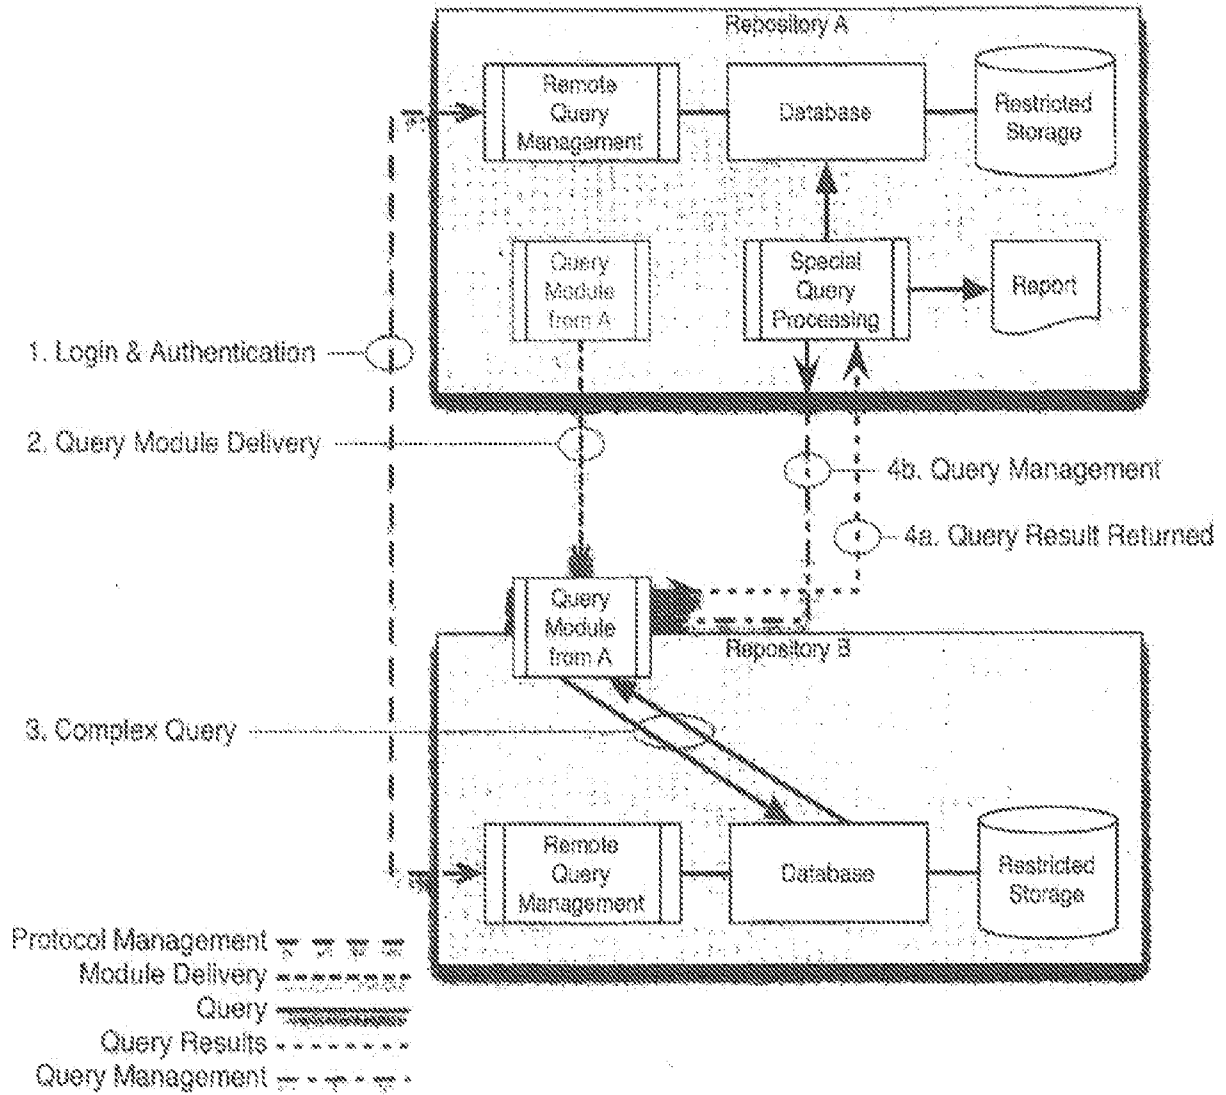 Repository A
Remote
Query
Management
Database
Restricted
Storage
Query
Module
from A
Special
Query
Processing
Report
1. Login & Authentication
2. Query Module Delivery
4b. Query Management
4a. Query Result Returned
Query
Module
from A
Repository B
3. Complex Query
Remote
Query
Management
Database
Restricted
Storage
Protocol Management
Module Delivery
Query
Query Results
Query Management